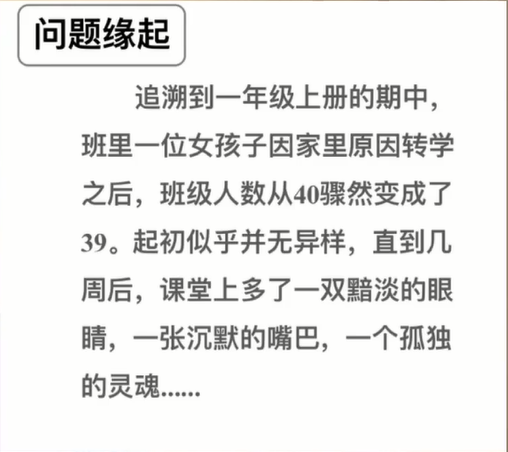 问题缘起
追溯到一年级上册的期中，
班里一位女孩子因家里原因转学
之后，班级人数从40骤然变成了
39。起初似乎并无异样，直到几
周后，课堂上多了一双黯淡的眼
睛，一张沉默的嘴巴，一个孤独
的灵魂......